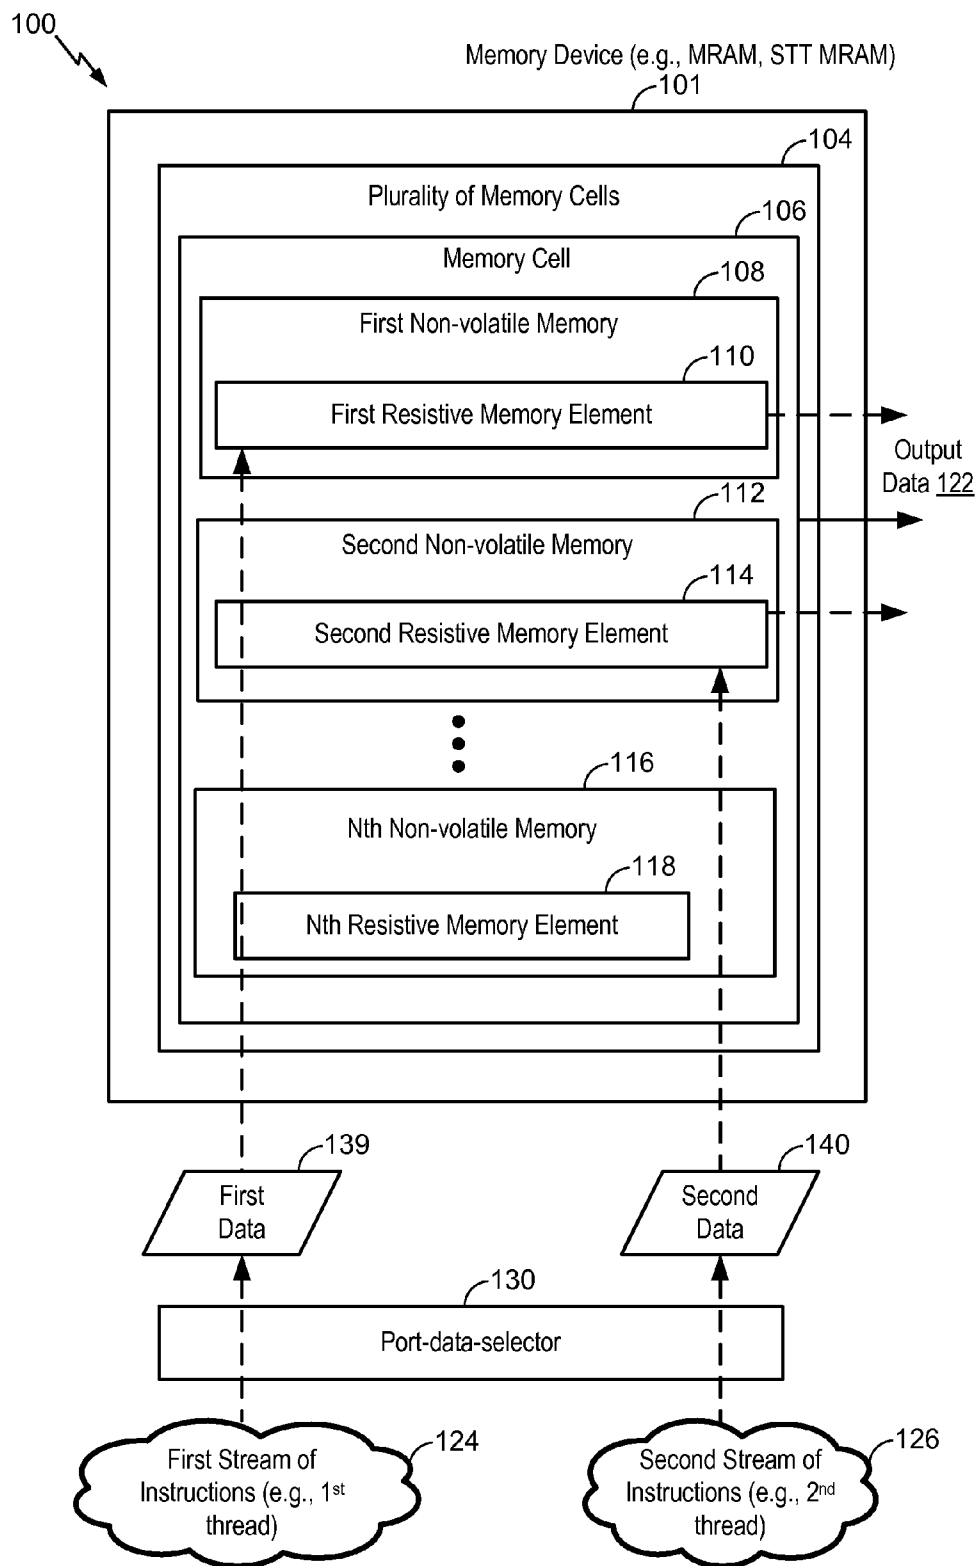 100
Memory Device (e.g., MRAM, STT MRAM)
101
104
Plurality of Memory Cells
106
Memory Cell
108
First Non-volatile Memory
110
First Resistive Memory Element
Output
Data 122
112
Second Non-volatile Memory
114
Second Resistive Memory Element
116
Nth Non-volatile Memory
118
Nth Resistive Memory Element
139
First
Data
140
Second
Data
130
Port-data-selector
124
First Stream of
Instructions (e.g., 1st
thread)
126
Second Stream of
Instructions (e.g., 2nd
thread)